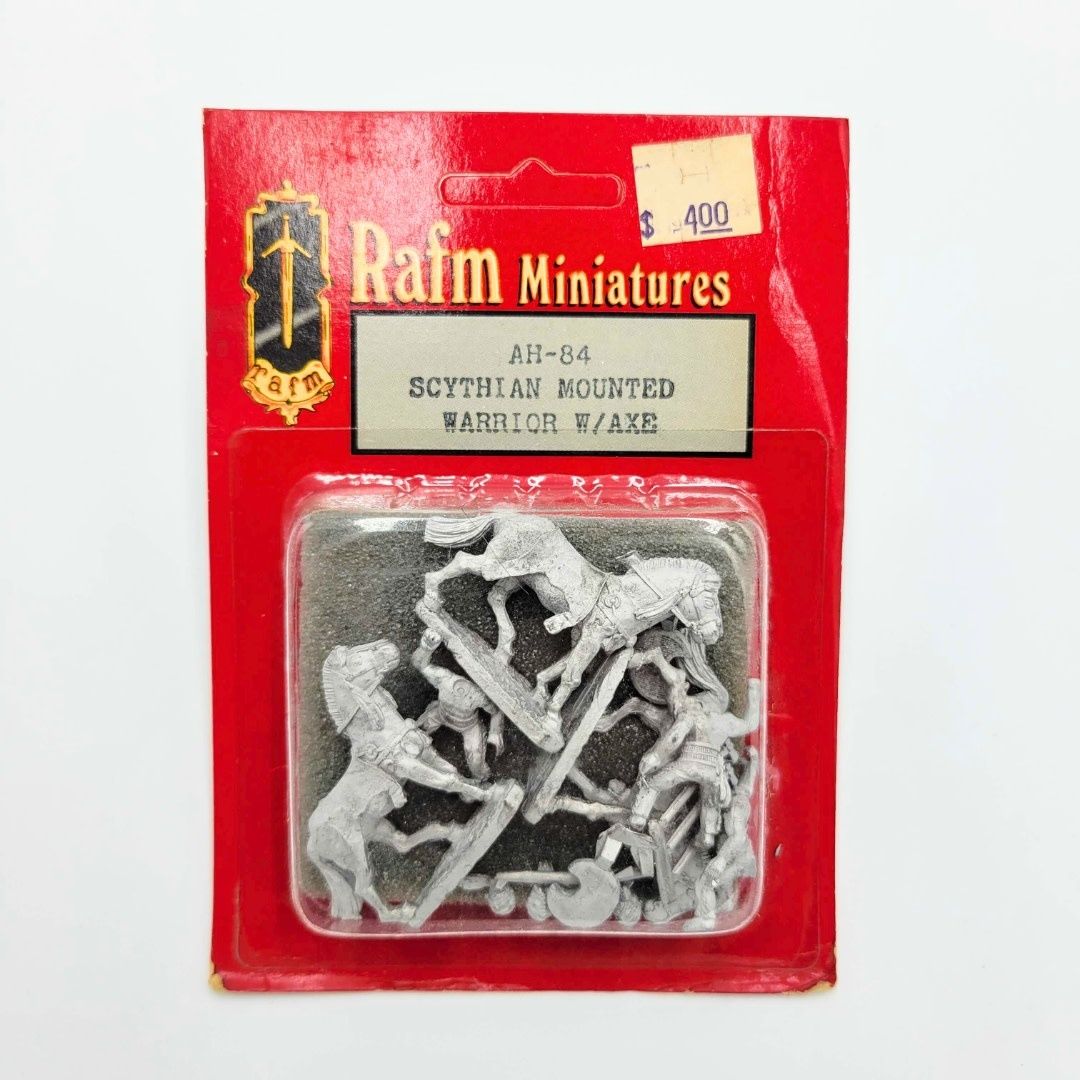 $ 400
Rafm Miniatures
rafm
AH-84
SCYTHIAN MOUNTED
WARRIOR W/AXE